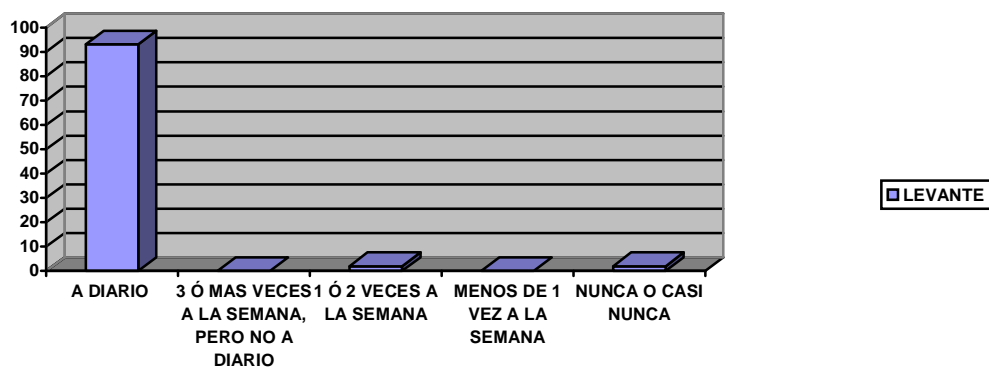 100
90
80
70
60
50
40
30
20
10
0
A DIARIO
3 Ó MAS VECES
A LA SEMANA,
PERO NO A
DIARIO
1 Ó 2 VECES A
LA SEMANA
MENOS DE 1
VEZ A LA
SEMANA
NUNCA O CASI
NUNCA
LEVANTE